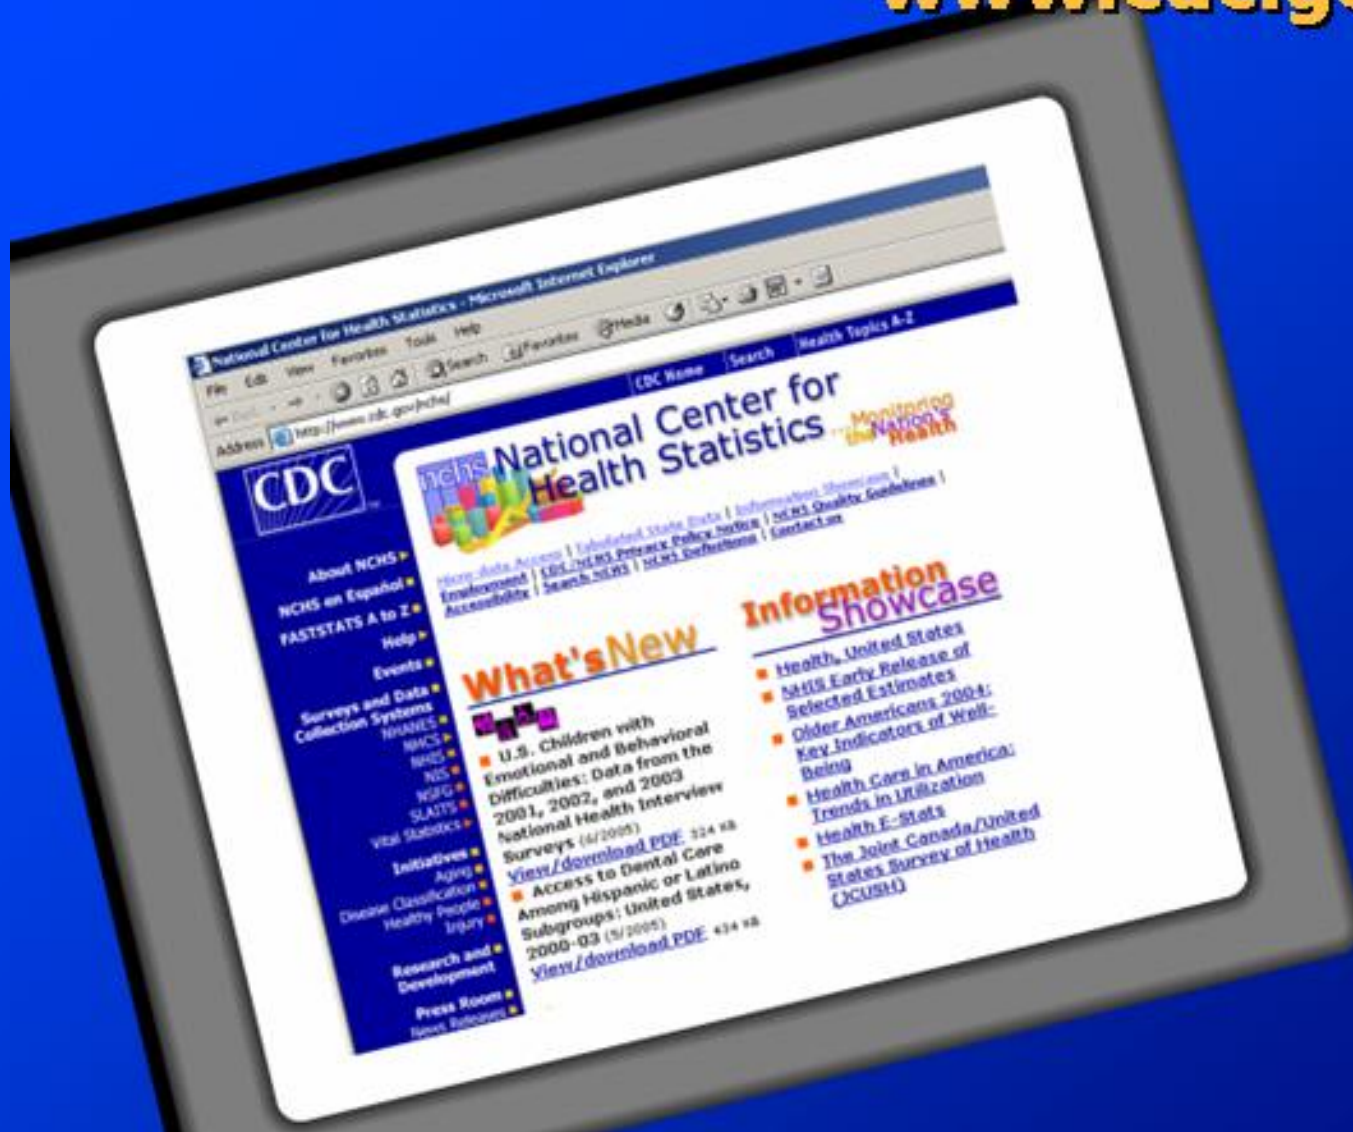 National Center for Health Statistics - Microsoft Internet Explorer
File Edit View Favorites Tools Help
Search Favorites Media
Address http://www.cdc.gov/nchs/
CDC Home Search Health Topics A-Z
CDC
nchs National Center for
Health Statistics
...Monitoring
the Nation's
Health
Micro-data Access | Tabulated State Data | Information Showcase |
Employment | CDC/NCHS Privacy Policy Notice | NCHS Quality Guidelines |
Accessibility | Search NCHS | NCHS Definitions | Contact us
About NCHS
NCHS en Español
FASTSTATS A to Z
Help
Events
Surveys and Data
Collection Systems
NHANES
NHCS
NHIS
NIS
NSFG
SLAITS
Vital Statistics
Initiatives
Aging
Disease Classification
Healthy People
Injury
Research and
Development
Press Room
News Releases
What'sNew
U.S. Children with
Emotional and Behavioral
Difficulties: Data from the
2001, 2002, and 2003
National Health Interview
Surveys (6/2005)
View/download PDF 324 KB
Access to Dental Care
Among Hispanic or Latino
Subgroups: United States,
2000-03 (5/2005)
View/download PDF 434 KB
Information
Showcase
Health, United States
NHIS Early Release of
Selected Estimates
Older Americans 2004:
Key Indicators of Well-
Being
Health Care in America:
Trends in Utilization
Health E-Stats
The Joint Canada/United
States Survey of Health
(JCUSH)